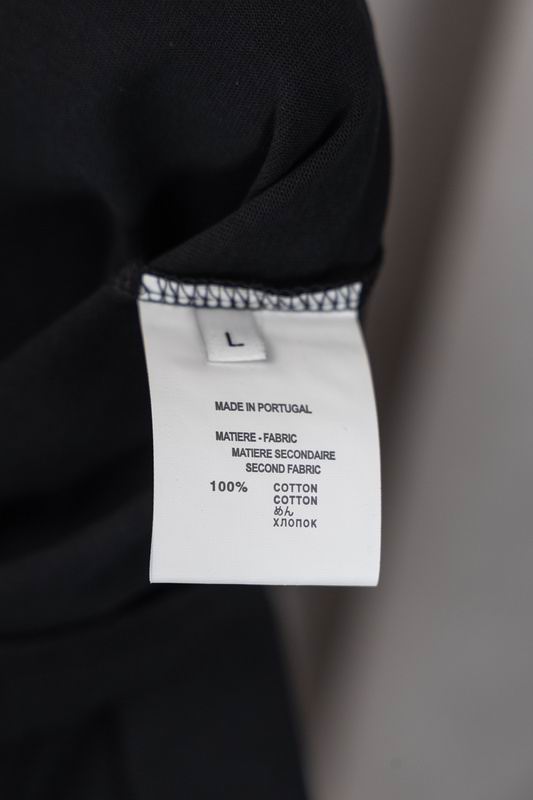 L
MADE IN PORTUGAL
MATIERE - FABRIC
MATIERE SECONDAIRE
SECOND FABRIC
100% COTTON
COTTON
めん
ХЛОПОК